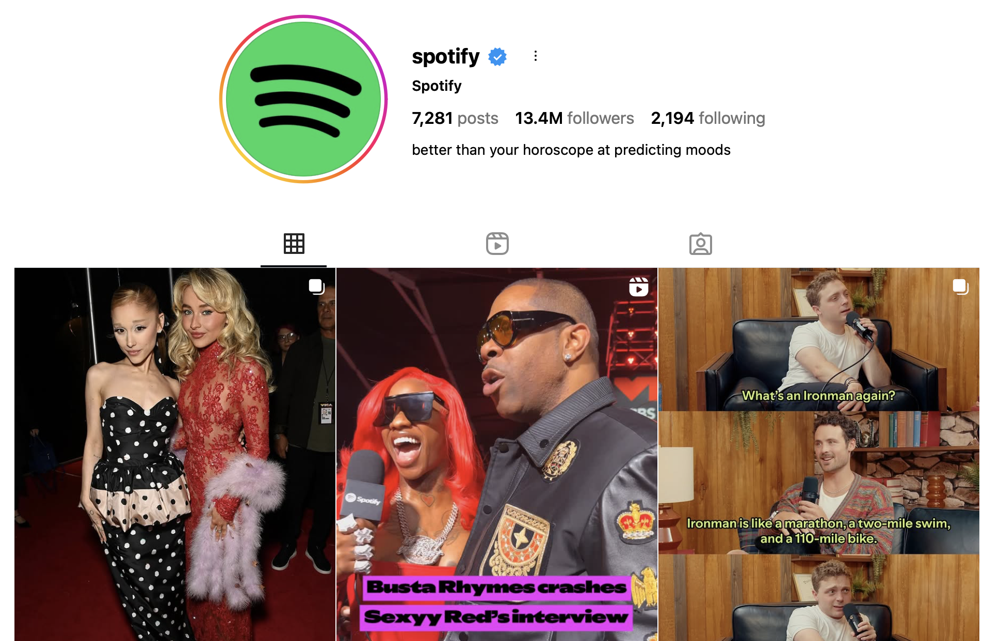 spotify
Spotify
7,281 posts 13.4M followers 2,194 following
better than your horoscope at predicting moods
Spotify
Busta Rhymes crashes
Sexyy Red's interview
What's an Ironman again?
Ironman is like a marathon, a two-mile swim,
and a 110-mile bike.